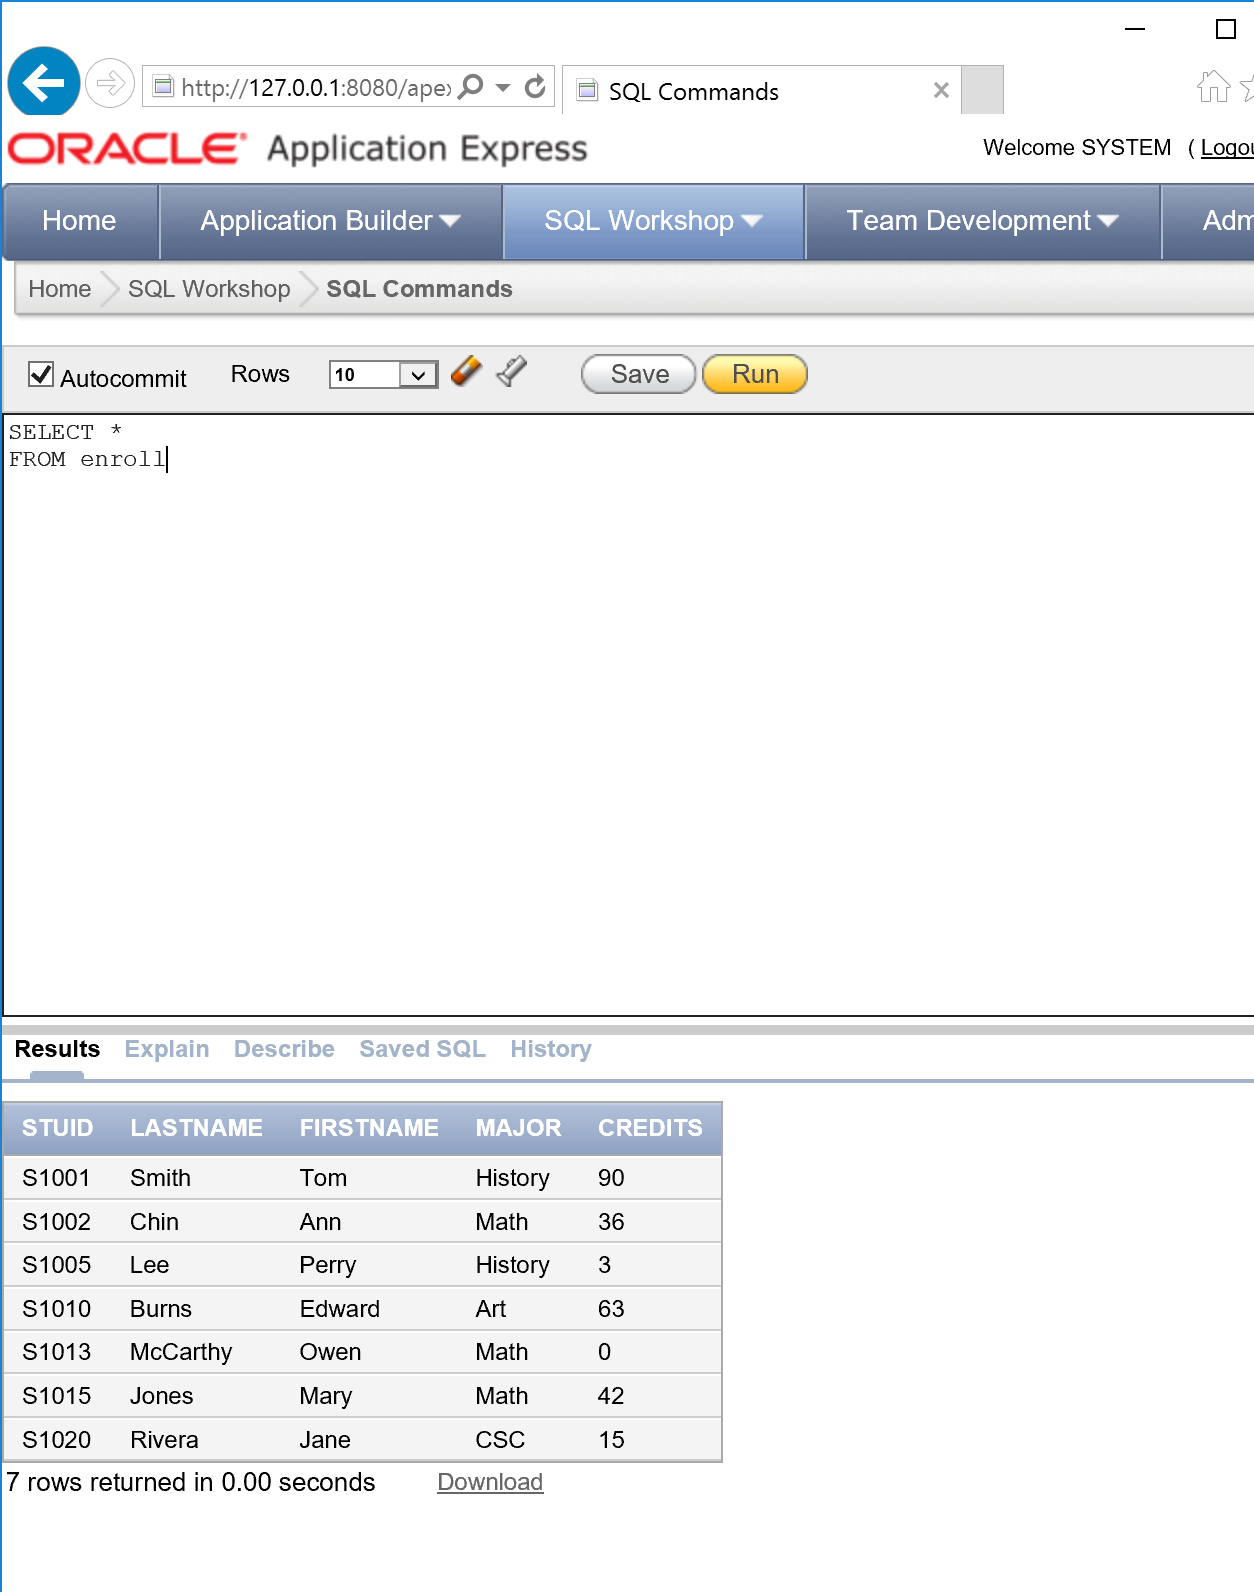 http://127.0.0.1:8080/apex
SQL Commands
ORACLE Application Express
Welcome SYSTEM ( Logou
Home Application Builder SQL Workshop Team Development Adm
Home SQL Workshop SQL Commands
Autocommit Rows 10 Save Run
SELECT *
FROM enroll
Results Explain Describe Saved SQL History
STUID LASTNAME FIRSTNAME MAJOR CREDITS
S1001 Smith Tom History 90
S1002 Chin Ann Math 36
S1005 Lee Perry History 3
S1010 Burns Edward Art 63
S1013 McCarthy Owen Math 0
S1015 Jones Mary Math 42
S1020 Rivera Jane CSC 15
7 rows returned in 0.00 seconds Download